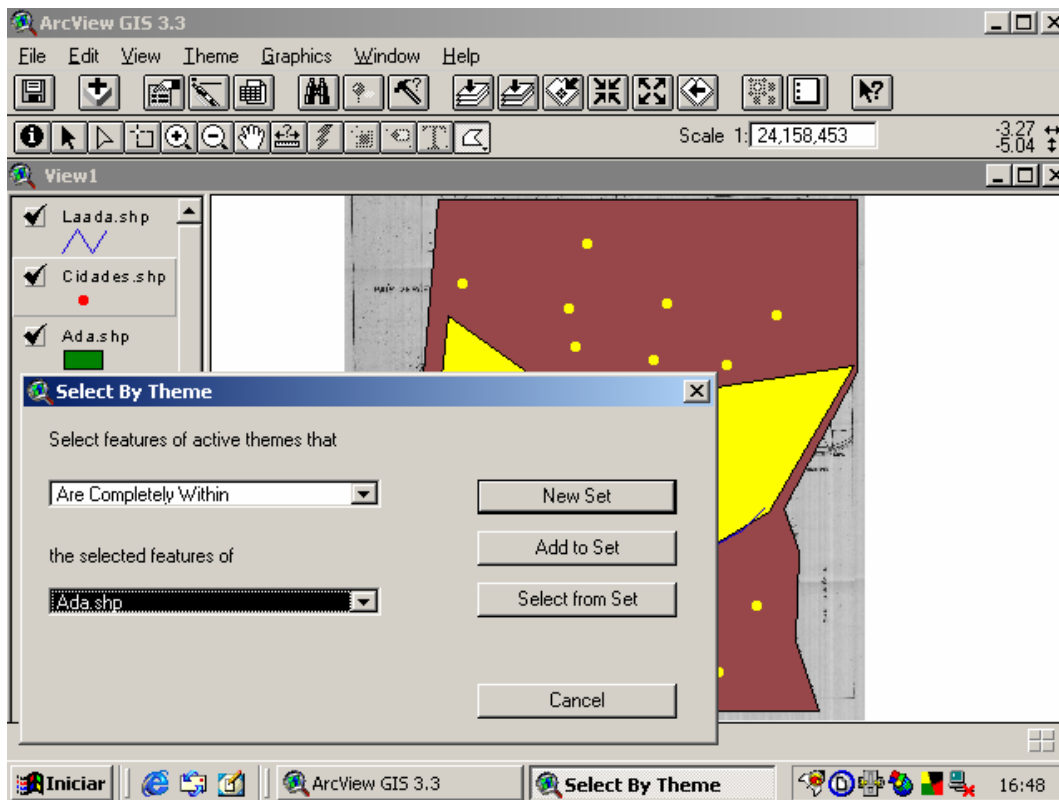 ArcView GIS 3.3
File Edit View Theme Graphics Window Help
Scale 1: 24,158,453
-3.27
-5.04
View1
Laada.shp
Cidades.shp
Ada.shp
Select By Theme
Select features of active themes that
Are Completely Within
New Set
the selected features of
Add to Set
Ada.shp
Select from Set
Cancel
Iniciar
ArcView GIS 3.3
Select By Theme
16:48